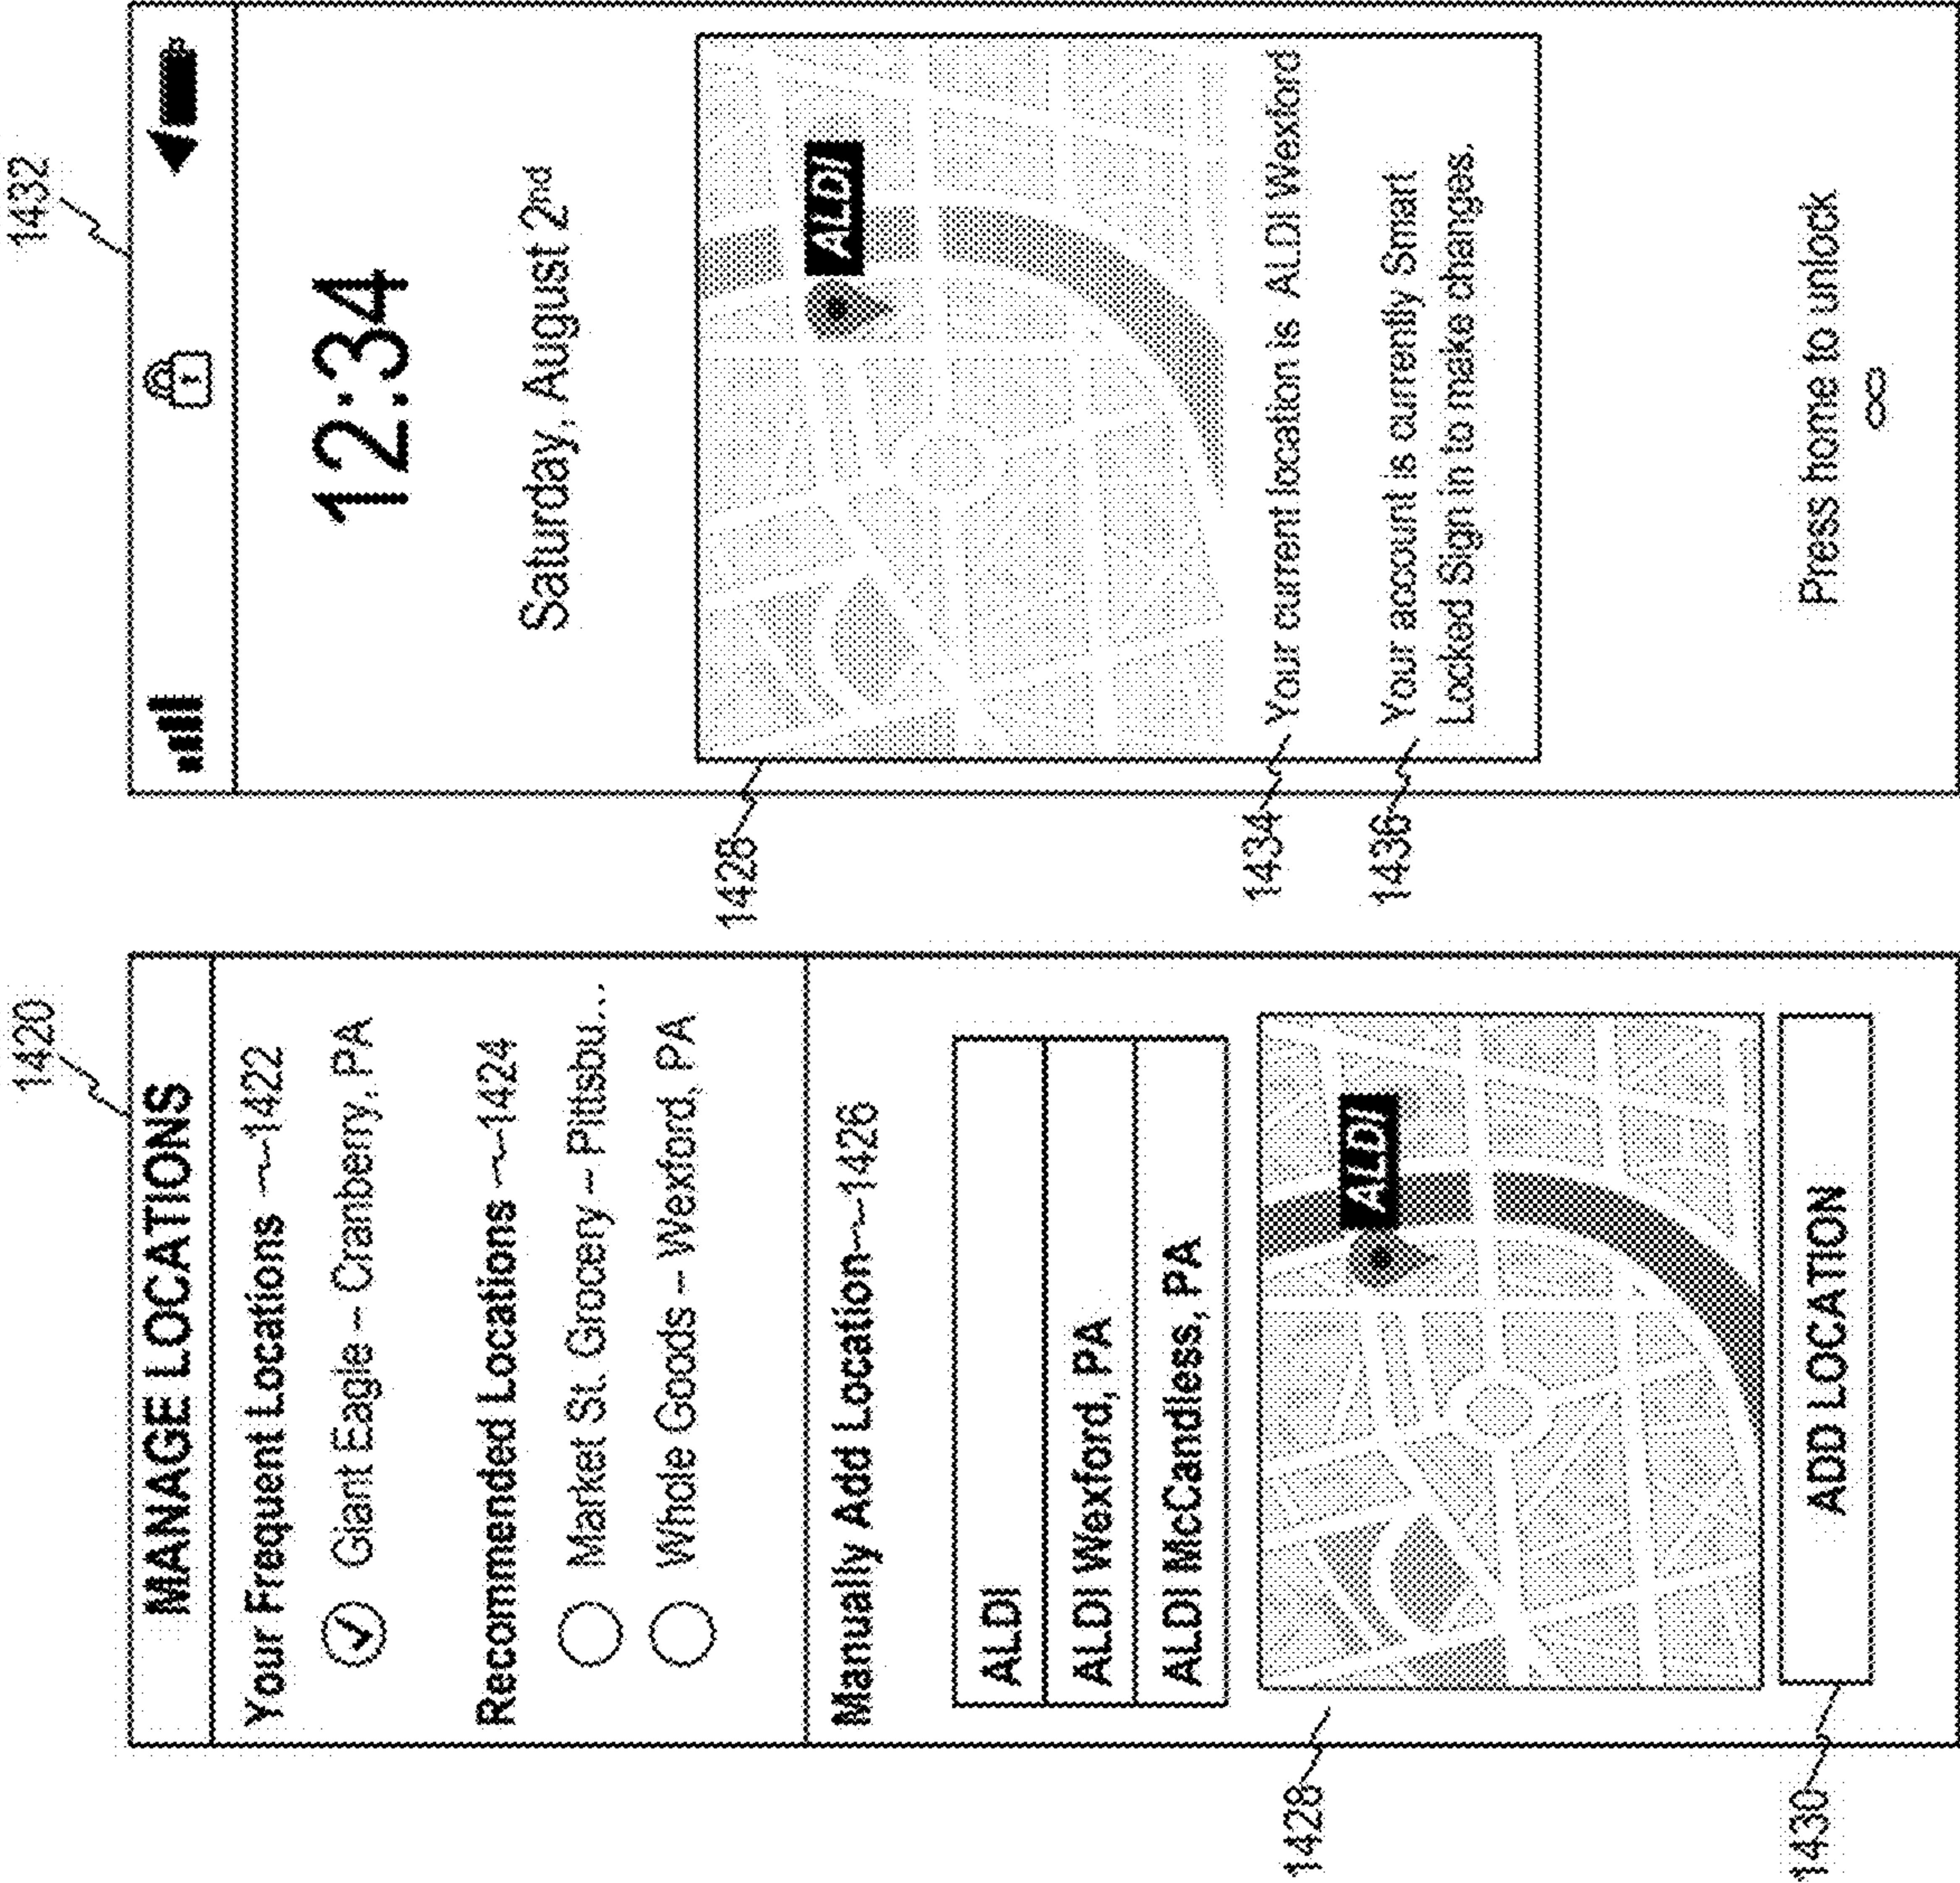 1420
MANAGE LOCATIONS
Your Frequent Locations ~1422
Giant Eagle – Cranberry, PA
Recommended Locations ~1424
Market St. Grocery – Pittsbu...
Whole Goods – Wexford, PA
Manually Add Location~1426
ALDI
ALDI Wexford, PA
ALDI McCandless, PA
1428
ALDI
ADD LOCATION
1430
1432
12:34
Saturday, August 2nd
1428
ALDI
1434
Your current location is ALDI Wexford
1436
Your account is currently Smart
Locked Sign in to make changes.
Press home to unlock